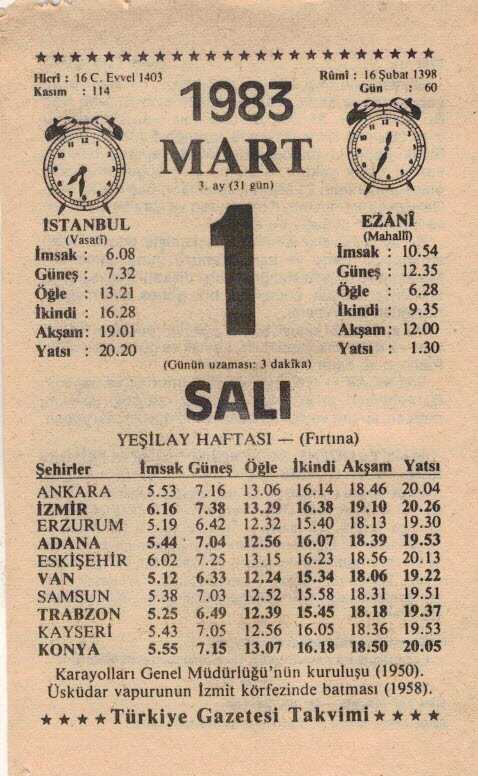 ★★★★★★★★★★★★★★★★★★★★★★★★
Hicrî : 16 C. Evvel 1403
Kasım : 114
Rûmî : 16 Şubat 1398
Gün : 60
1983
MART
3. ay (31 gün)
1
İSTANBUL
(Vasatî)
İmsak : 6.08
Güneş : 7.32
Öğle : 13.21
İkindi : 16.28
Akşam: 19.01
Yatsı : 20.20
EZÂNÎ
(Mahallî)
İmsak : 10.54
Güneş : 12.35
Öğle : 6.28
İkindi : 9.35
Akşam: 12.00
Yatsı : 1.30
(Günün uzaması: 3 dakîka)
SALI
YEŞİLAY HAFTASI — (Fırtına)
Şehirler İmsak Güneş Öğle İkindi Akşam Yatsı
ANKARA 5.53 7.16 13.06 16.14 18.46 20.04
İZMİR 6.16 7.38 13.29 16.38 19.10 20.26
ERZURUM 5.19 6.42 12.32 15.40 18.13 19.30
ADANA 5.44 7.04 12.56 16.07 18.39 19.53
ESKİŞEHİR 6.02 7.25 13.15 16.23 18.56 20.13
VAN 5.12 6.33 12.24 15.34 18.06 19.22
SAMSUN 5.38 7.03 12.52 15.58 18.31 19.51
TRABZON 5.25 6.49 12.39 15.45 18.18 19.37
KAYSERİ 5.43 7.05 12.56 16.05 18.36 19.53
KONYA 5.55 7.15 13.07 16.18 18.50 20.05
Karayolları Genel Müdürlüğü'nün kuruluşu (1950).
Üsküdar vapurunun İzmit körfezinde batması (1958).
★★★★Türkiye Gazetesi Takvimi★★★★